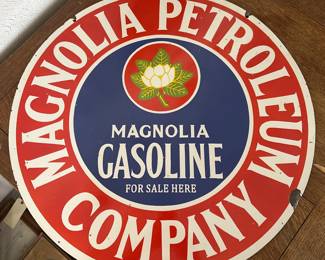 MAGNOLIA PETROLEUM
COMPANY
MAGNOLIA
GASOLINE
FOR SALE HERE